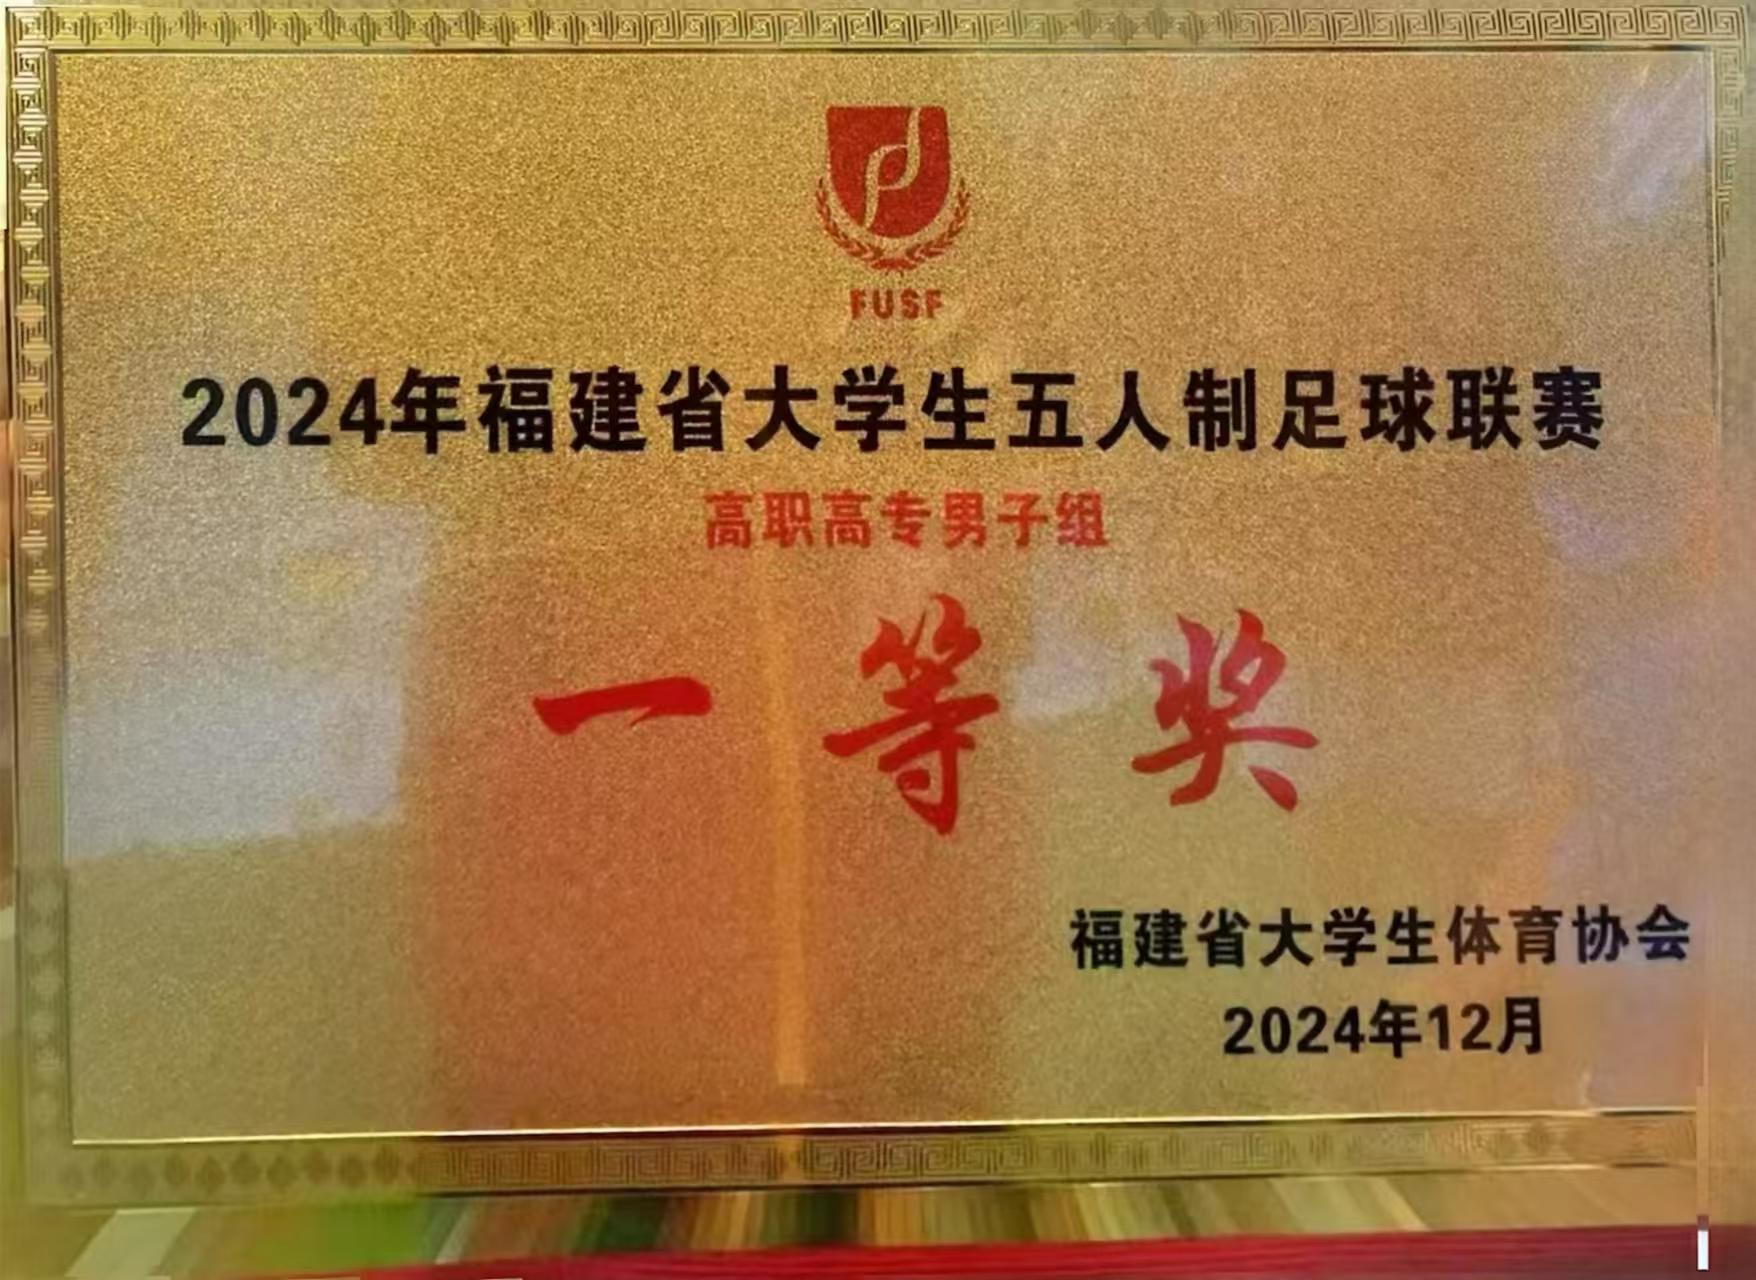 FUSF
2024年福建省大学生五人制足球联赛
高职高专男子组
一等奖
福建省大学生体育协会
2024年12月